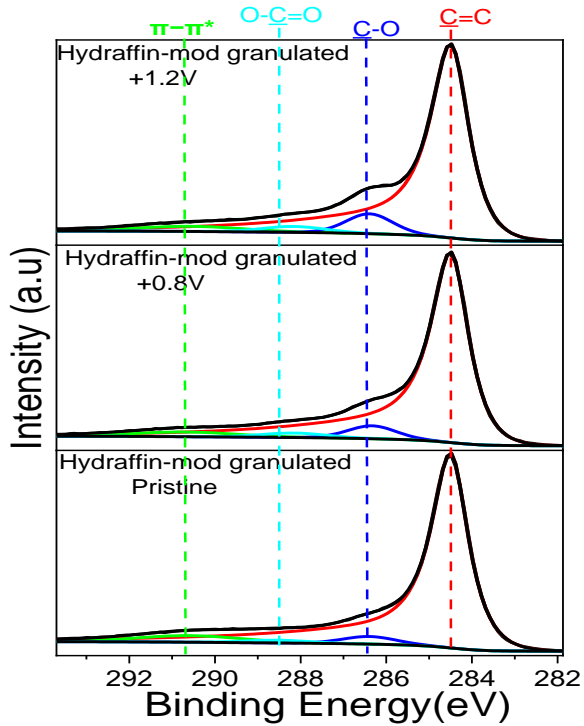 π−π* O-C=O C-O C=C
Hydraffin-mod granulated
+1.2V
Hydraffin-mod granulated
+0.8V
Hydraffin-mod granulated
Pristine
Intensity (a.u)
292 290 288 286 284 282
Binding Energy(eV)